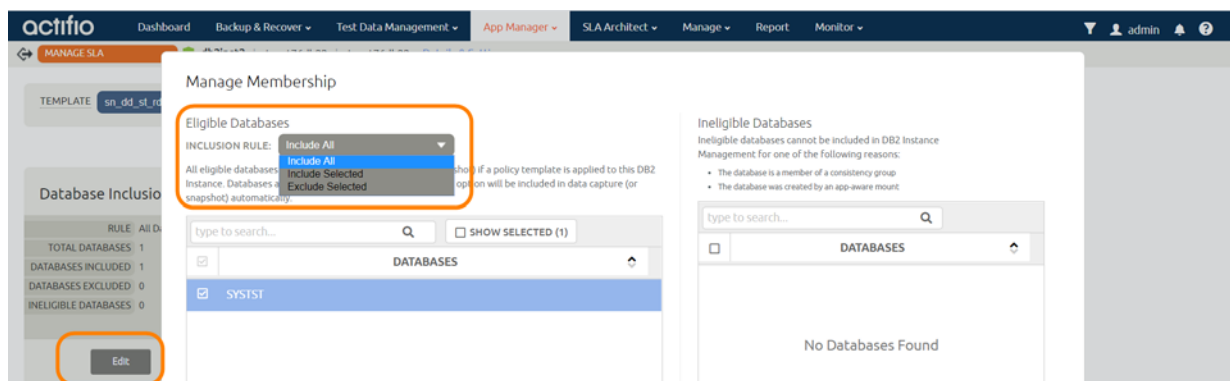 actifio Dashboard Backup & Recover Test Data Management App Manager SLA Architect Manage Report Monitor admin
MANAGE SLA
Manage Membership
TEMPLATE sn_dd_st_rd
Eligible Databases
INCLUSION RULE: Include All
Include All
Include Selected
Exclude Selected
All eligible databases if a policy template is applied to this DB2
Instance. Databases a option will be included in data capture (or
snapshot) automatically.
Ineligible Databases
Ineligible databases cannot be included in DB2 Instance
Management for one of the following reasons:
• The database is a member of a consistency group
• The database was created by an app-aware mount
Database Inclusio
RULE All Da
TOTAL DATABASES 1
DATABASES INCLUDED 1
DATABASES EXCLUDED 0
INELIGIBLE DATABASES 0
Edit
type to search... SHOW SELECTED (1)
DATABASES
SYSTST
type to search...
DATABASES
No Databases Found